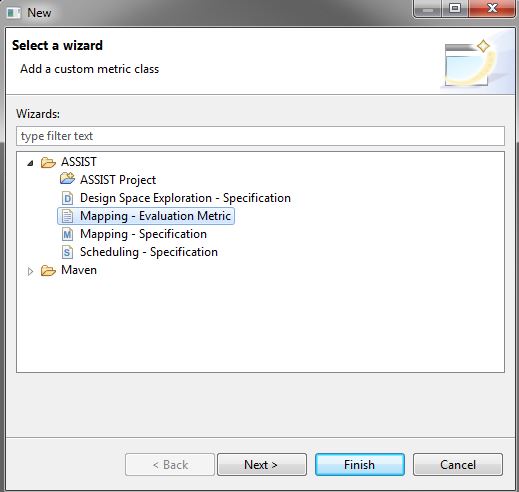 New
Select a wizard
Add a custom metric class
Wizards:
type filter text
ASSIST
ASSIST Project
D Design Space Exploration - Specification
Mapping - Evaluation Metric
M Mapping - Specification
S Scheduling - Specification
Maven
< Back Next > Finish Cancel